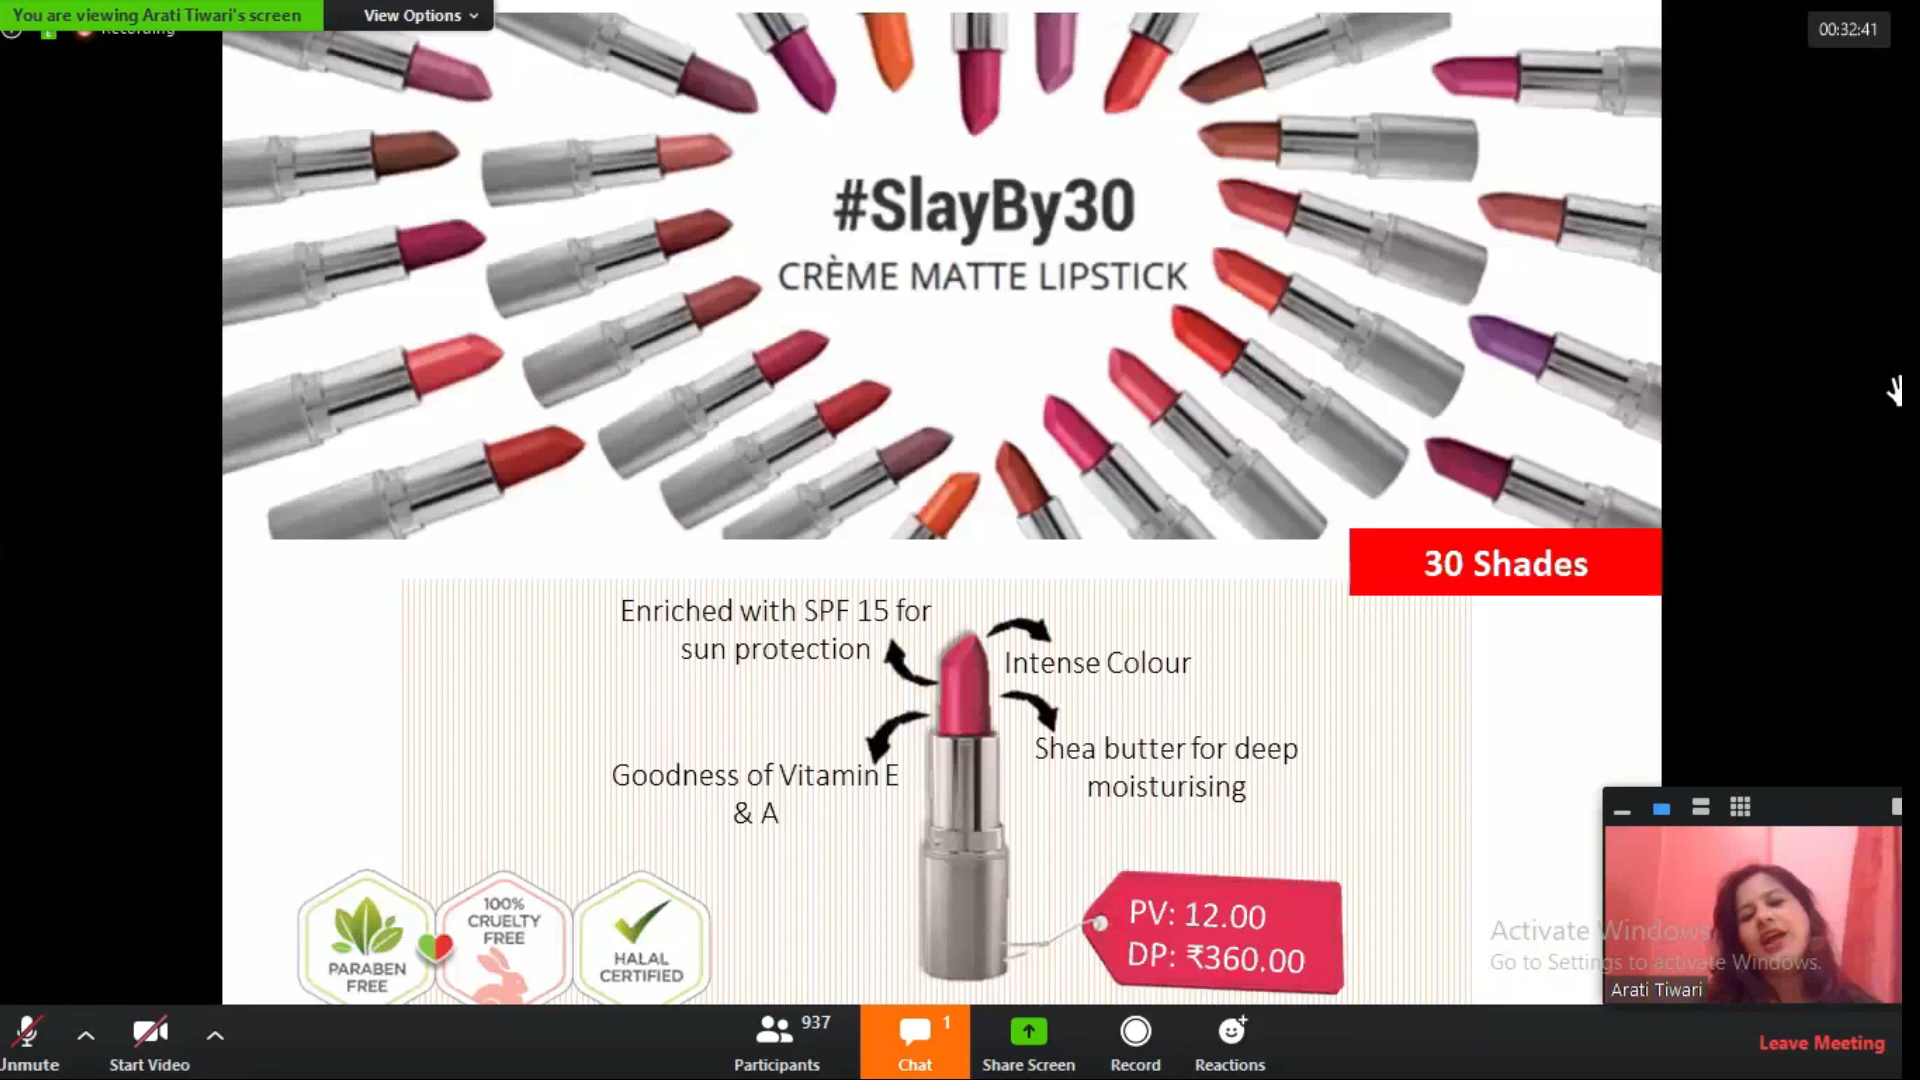 You are viewing Arati Tiwari's screen
View Options
Recording
00:32:41
#SlayBy30
CRÈME MATTE LIPSTICK
30 Shades
Enriched with SPF 15 for
sun protection
Intense Colour
Goodness of Vitamin E
& A
Shea butter for deep
moisturising
PARABEN
FREE
100%
CRUELTY
FREE
HALAL
CERTIFIED
PV: 12.00
DP: ₹360.00
Activate Windows
Go to Settings to activate Windows.
Arati Tiwari
Unmute
Start Video
937
Participants
1
Chat
Share Screen
Record
Reactions
Leave Meeting